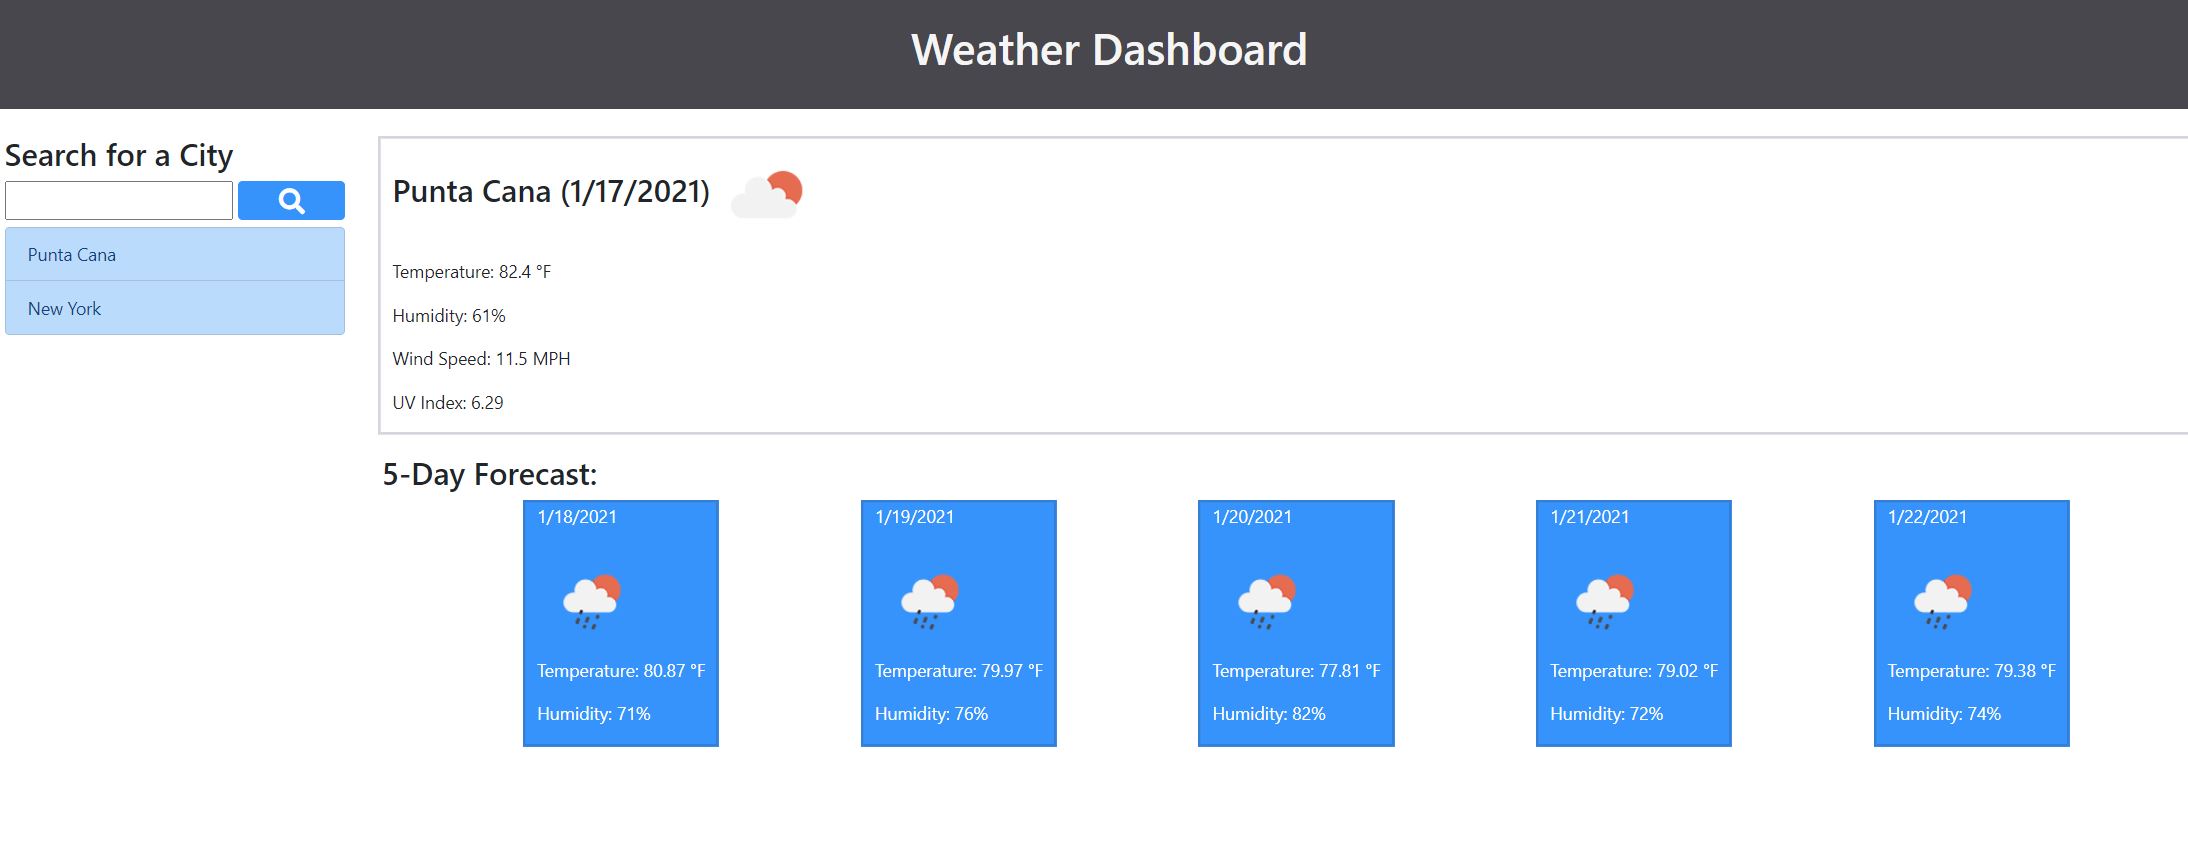 Weather Dashboard
Search for a City
Punta Cana
New York
Punta Cana (1/17/2021)
Temperature: 82.4 °F
Humidity: 61%
Wind Speed: 11.5 MPH
UV Index: 6.29
5-Day Forecast:
1/18/2021
Temperature: 80.87 °F
Humidity: 71%
1/19/2021
Temperature: 79.97 °F
Humidity: 76%
1/20/2021
Temperature: 77.81 °F
Humidity: 82%
1/21/2021
Temperature: 79.02 °F
Humidity: 72%
1/22/2021
Temperature: 79.38 °F
Humidity: 74%